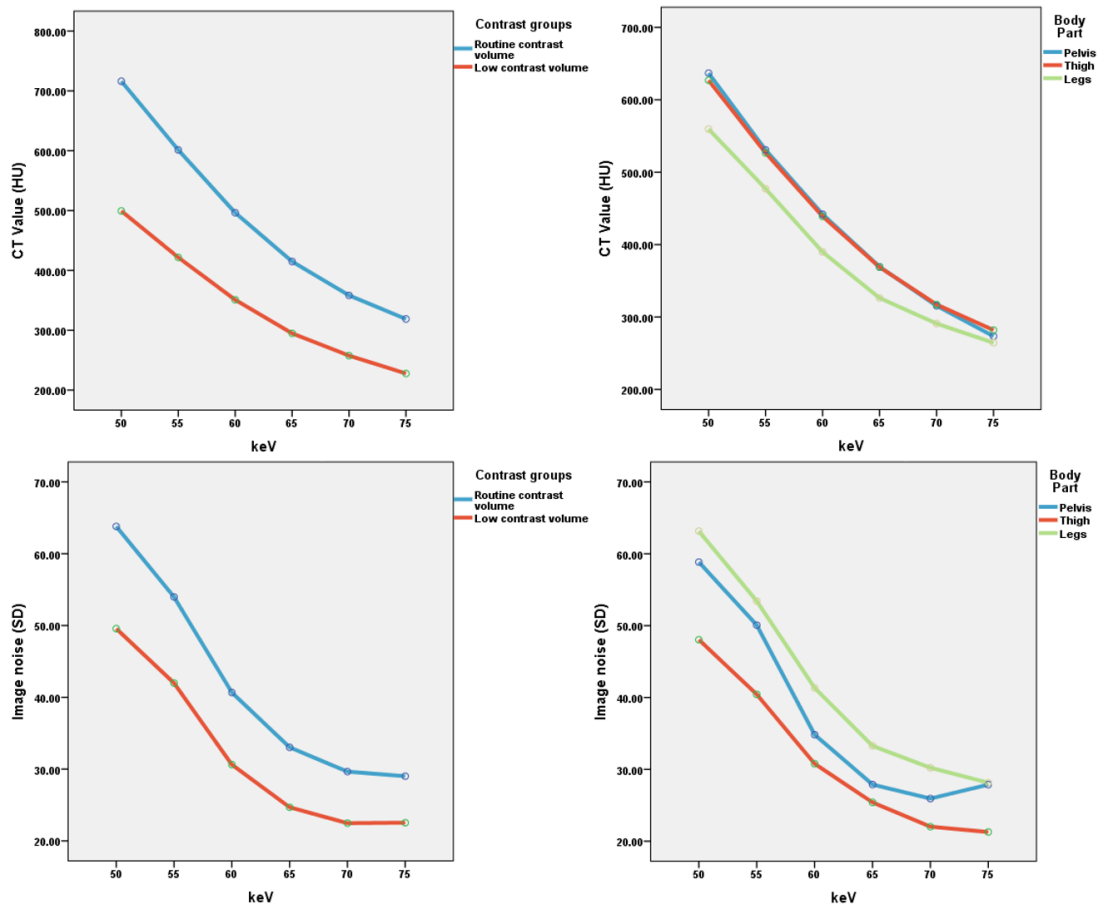 800.00
700.00
600.00
500.00
400.00
300.00
200.00
CT Value (HU)
50 55 60 65 70 75
keV
Contrast groups
Routine contrast
volume
Low contrast volume
700.00
600.00
500.00
400.00
300.00
200.00
CT Value (HU)
50 55 60 65 70 75
keV
Body
Part
Pelvis
Thigh
Legs
70.00
60.00
50.00
40.00
30.00
20.00
Image noise (SD)
50 55 60 65 70 75
keV
Contrast groups
Routine contrast
volume
Low contrast volume
70.00
60.00
50.00
40.00
30.00
20.00
Image noise (SD)
50 55 60 65 70 75
keV
Body
Part
Pelvis
Thigh
Legs